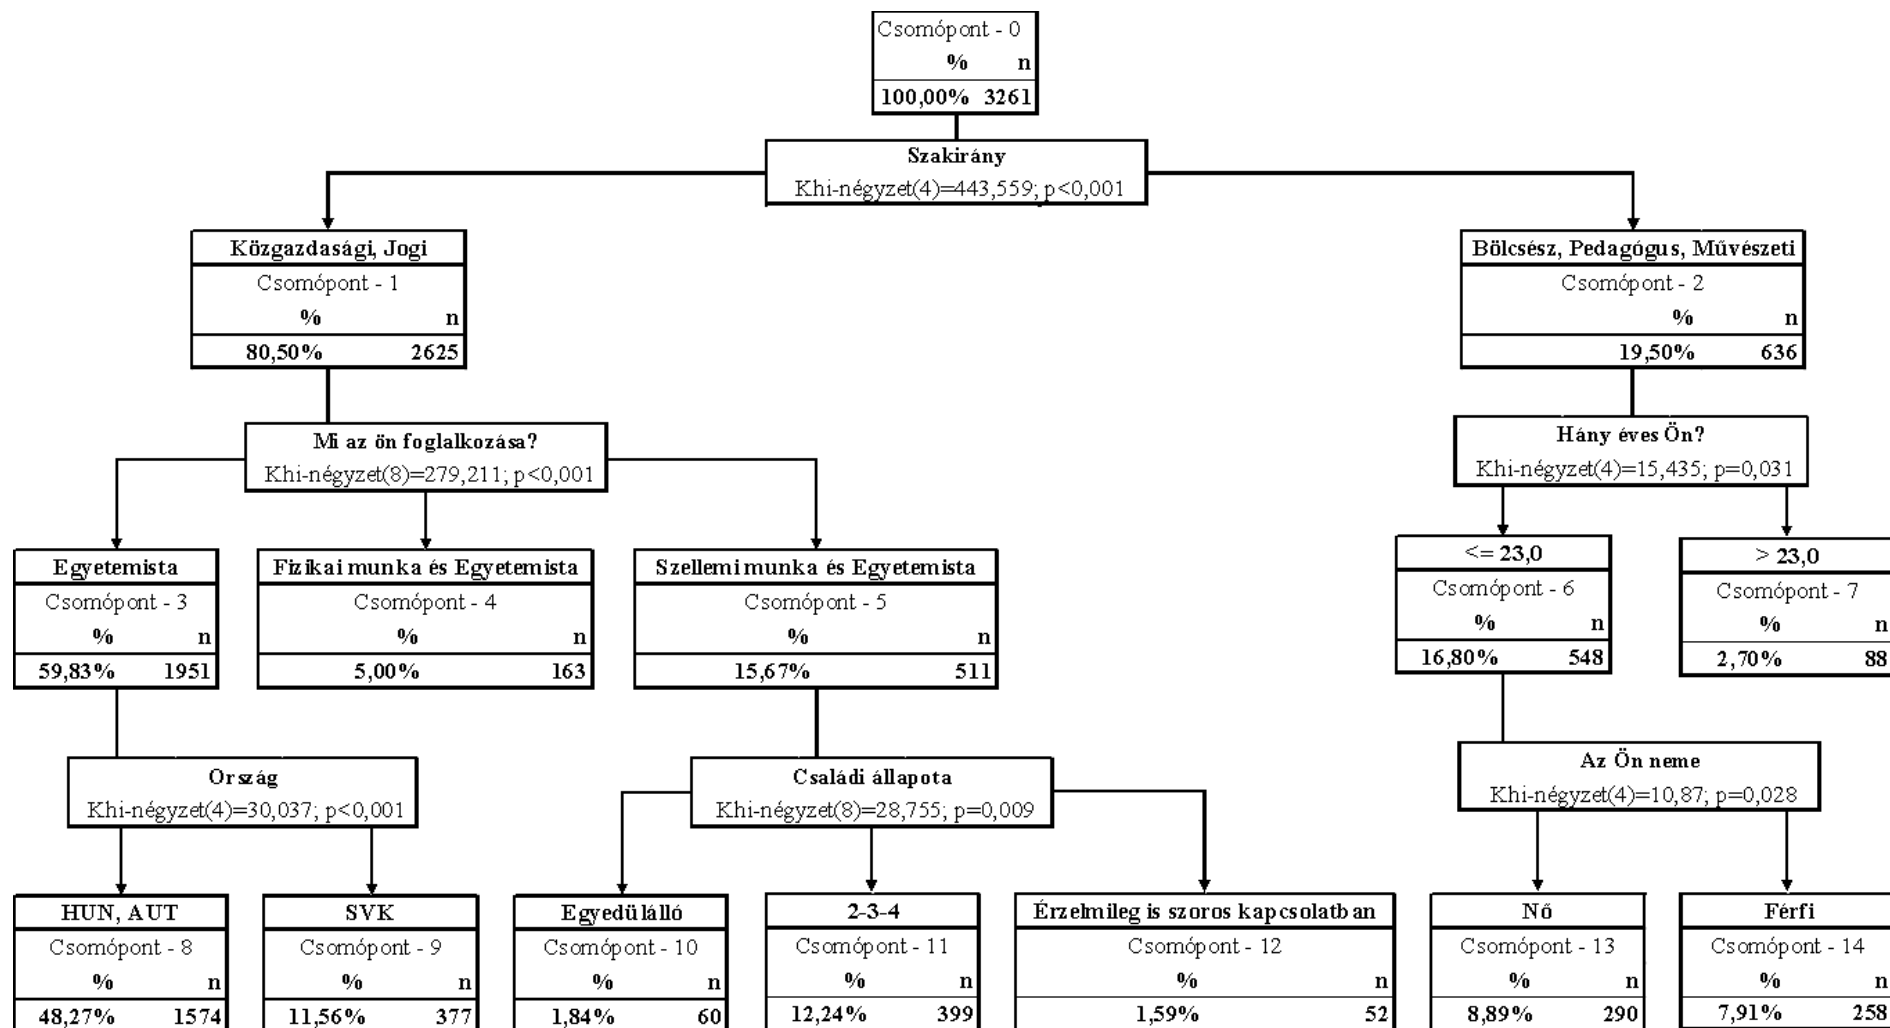 Csomópont - 0
% n
100,00% 3261
Szakirány
Khi-négyzet(4)=443,559; p<0,001
Közgazdasági, Jogi
Csomópont - 1
% n
80,50% 2625
Bölcsész, Pedagógus, Művészeti
Csomópont - 2
% n
19,50% 636
Mi az ön foglalkozása?
Khi-négyzet(8)=279,211; p<0,001
Hány éves Ön?
Khi-négyzet(4)=15,435; p=0,031
Egyetemista
Csomópont - 3
% n
59,83% 1951
Fizikai munka és Egyetemista
Csomópont - 4
% n
5,00% 163
Szellemi munka és Egyetemista
Csomópont - 5
% n
15,67% 511
<= 23,0
Csomópont - 6
% n
16,80% 548
> 23,0
Csomópont - 7
% n
2,70% 88
Ország
Khi-négyzet(4)=30,037; p<0,001
Családi állapota
Khi-négyzet(8)=28,755; p=0,009
Az Ön neme
Khi-négyzet(4)=10,87; p=0,028
HUN, AUT
Csomópont - 8
% n
48,27% 1574
SVK
Csomópont - 9
% n
11,56% 377
Egyedülálló
Csomópont - 10
% n
1,84% 60
2-3-4
Csomópont - 11
% n
12,24% 399
Érzelmileg is szoros kapcsolatban
Csomópont - 12
% n
1,59% 52
Nő
Csomópont - 13
% n
8,89% 290
Férfi
Csomópont - 14
% n
7,91% 258